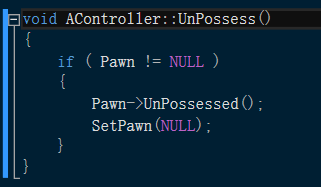 void AController::UnPossess()
{
    if ( Pawn != NULL )
    {
        Pawn->UnPossessed();
        SetPawn(NULL);
    }
}